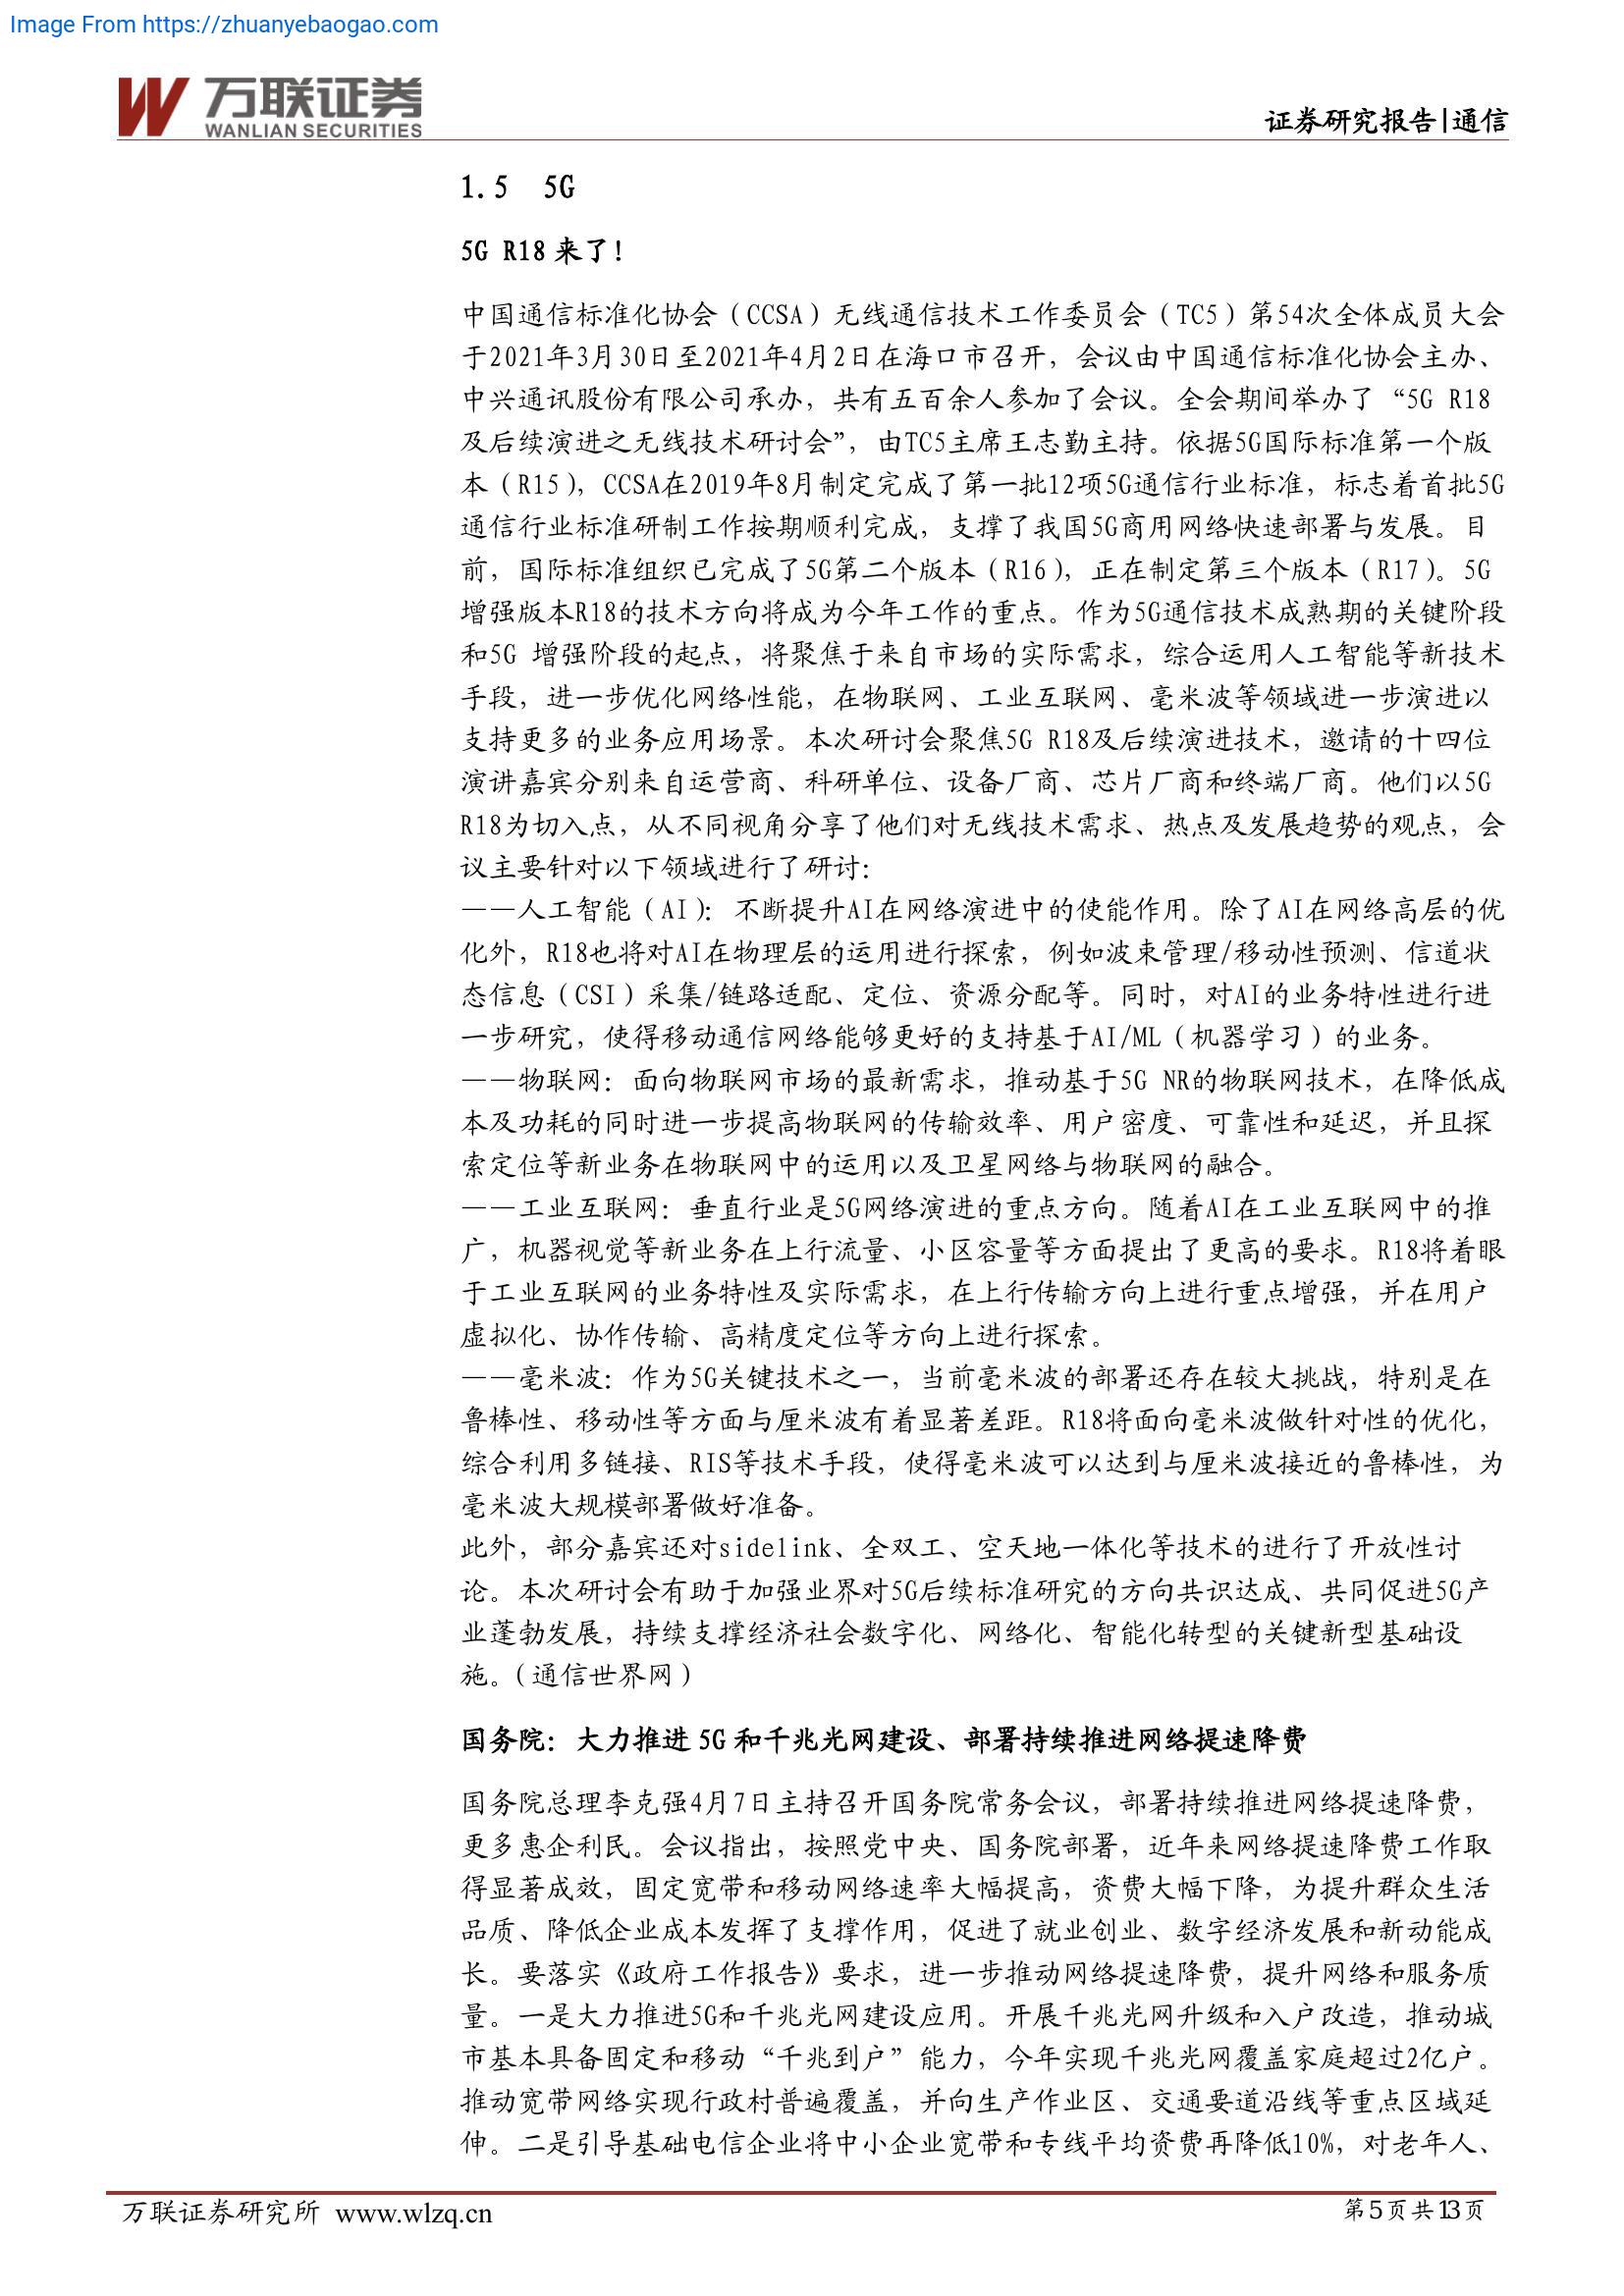 Image From https://zhuanyebaogao.com
万联证券
WANLIAN SECURITIES
证券研究报告|通信
1.5 5G
5G R18来了!
中国通信标准化协会（CCSA）无线通信技术工作委员会（TC5）第54次全体成员大会
于2021年3月30日至2021年4月2日在海口市召开，会议由中国通信标准化协会主办、
中兴通讯股份有限公司承办，共有五百余人参加了会议。全会期间举办了“5G R18
及后续演进之无线技术研讨会”，由TC5主席王志勤主持。依据5G国际标准第一个版
本（R15），CCSA在2019年8月制定完成了第一批12项5G通信行业标准，标志着首批5G
通信行业标准研制工作按期顺利完成，支撑了我国5G商用网络快速部署与发展。目
前，国际标准组织已完成了5G第二个版本（R16），正在制定第三个版本（R17）。5G
增强版本R18的技术方向将成为今年工作的重点。作为5G通信技术成熟期的关键阶段
和5G 增强阶段的起点，将聚焦于来自市场的实际需求，综合运用人工智能等新技术
手段，进一步优化网络性能，在物联网、工业互联网、毫米波等领域进一步演进以
支持更多的业务应用场景。本次研讨会聚焦5G R18及后续演进技术，邀请的十四位
演讲嘉宾分别来自运营商、科研单位、设备厂商、芯片厂商和终端厂商。他们以5G
R18为切入点，从不同视角分享了他们对无线技术需求、热点及发展趋势的观点，会
议主要针对以下领域进行了研讨：
——人工智能（AI）：不断提升AI在网络演进中的使能作用。除了AI在网络高层的优
化外，R18也将对AI在物理层的运用进行探索，例如波束管理/移动性预测、信道状
态信息（CSI）采集/链路适配、定位、资源分配等。同时，对AI的业务特性进行进
一步研究，使得移动通信网络能够更好的支持基于AI/ML（机器学习）的业务。
——物联网：面向物联网市场的最新需求，推动基于5G NR的物联网技术，在降低成
本及功耗的同时进一步提高物联网的传输效率、用户密度、可靠性和延迟，并且探
索定位等新业务在物联网中的运用以及卫星网络与物联网的融合。
——工业互联网：垂直行业是5G网络演进的重点方向。随着AI在工业互联网中的推
广，机器视觉等新业务在上行流量、小区容量等方面提出了更高的要求。R18将着眼
于工业互联网的业务特性及实际需求，在上行传输方向上进行重点增强，并在用户
虚拟化、协作传输、高精度定位等方向上进行探索。
——毫米波：作为5G关键技术之一，当前毫米波的部署还存在较大挑战，特别是在
鲁棒性、移动性等方面与厘米波有着显著差距。R18将面向毫米波做针对性的优化，
综合利用多链接、RIS等技术手段，使得毫米波可以达到与厘米波接近的鲁棒性，为
毫米波大规模部署做好准备。
此外，部分嘉宾还对sidelink、全双工、空天地一体化等技术的进行了开放性讨
论。本次研讨会有助于加强业界对5G后续标准研究的方向共识达成、共同促进5G产
业蓬勃发展，持续支撑经济社会数字化、网络化、智能化转型的关键新型基础设
施。（通信世界网）
国务院：大力推进 5G 和千兆光网建设、部署持续推进网络提速降费
国务院总理李克强4月7日主持召开国务院常务会议，部署持续推进网络提速降费，
更多惠企利民。会议指出，按照党中央、国务院部署，近年来网络提速降费工作取
得显著成效，固定宽带和移动网络速率大幅提高，资费大幅下降，为提升群众生活
品质、降低企业成本发挥了支撑作用，促进了就业创业、数字经济发展和新动能成
长。要落实《政府工作报告》要求，进一步推动网络提速降费，提升网络和服务质
量。一是大力推进5G和千兆光网建设应用。开展千兆光网升级和入户改造，推动城
市基本具备固定和移动“千兆到户”能力，今年实现千兆光网覆盖家庭超过2亿户。
推动宽带网络实现行政村普遍覆盖，并向生产作业区、交通要道沿线等重点区域延
伸。二是引导基础电信企业将中小企业宽带和专线平均资费再降低10%，对老年人、
万联证券研究所 www.wlzq.cn
第5页共13页